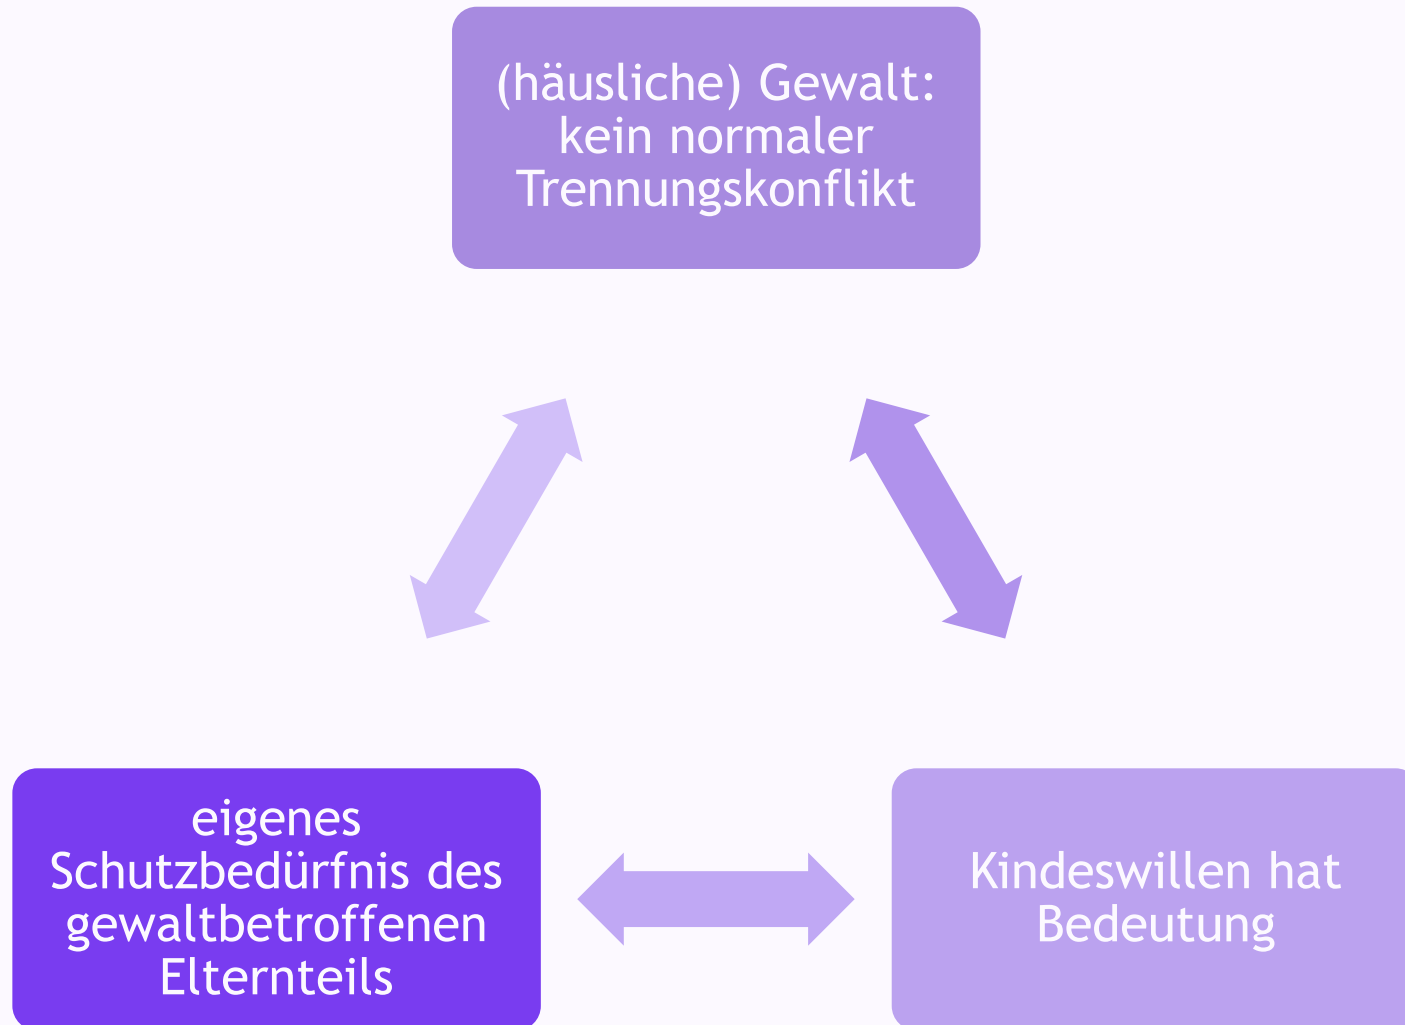 (häusliche) Gewalt:
kein normaler
Trennungskonflikt
eigenes
Schutzbedürfnis des
gewaltbetroffenen
Elternteils
Kindeswillen hat
Bedeutung